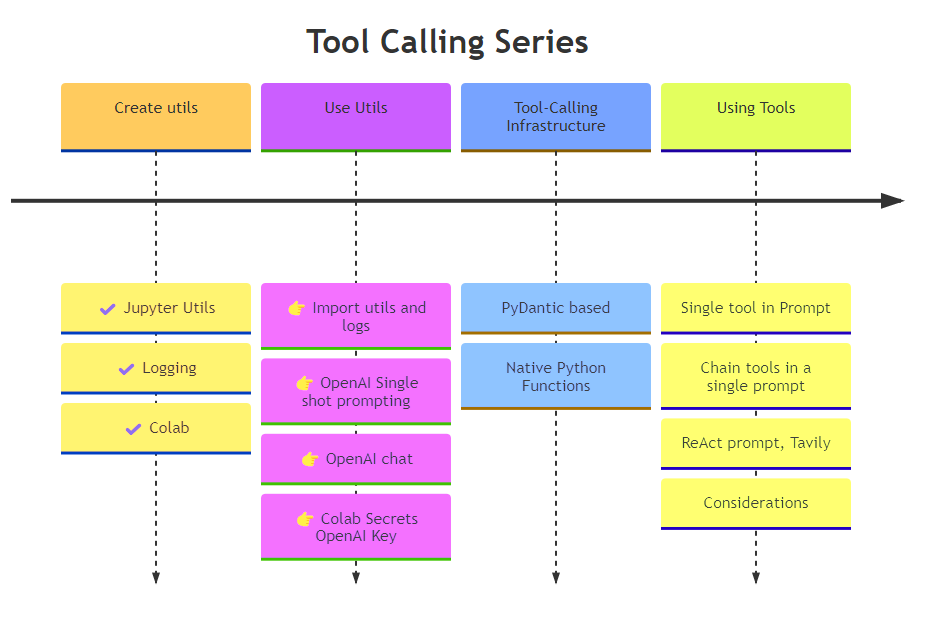 Tool Calling Series
Create utils
Use Utils
Tool-Calling
Infrastructure
Using Tools
✔ Jupyter Utils
✔ Logging
✔ Colab
👉 Import utils and
logs
👉 OpenAI Single
shot prompting
👉 OpenAI chat
👉 Colab Secrets
OpenAI Key
PyDantic based
Native Python
Functions
Single tool in Prompt
Chain tools in a
single prompt
ReAct prompt, Tavily
Considerations